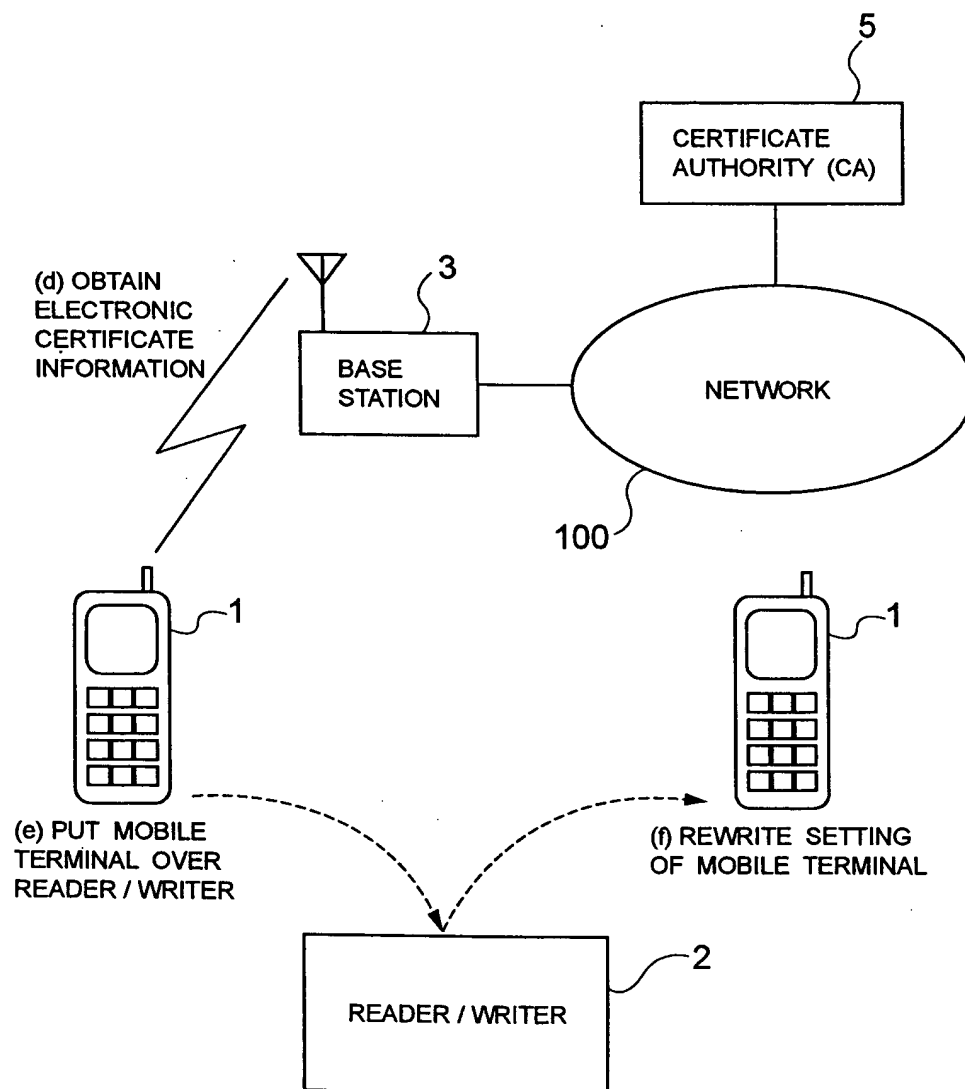 5
CERTIFICATE
AUTHORITY (CA)
(d) OBTAIN
ELECTRONIC
CERTIFICATE
INFORMATION
3
BASE
STATION
NETWORK
100
1
1
(e) PUT MOBILE
TERMINAL OVER
READER / WRITER
(f) REWRITE SETTING
OF MOBILE TERMINAL
2
READER / WRITER